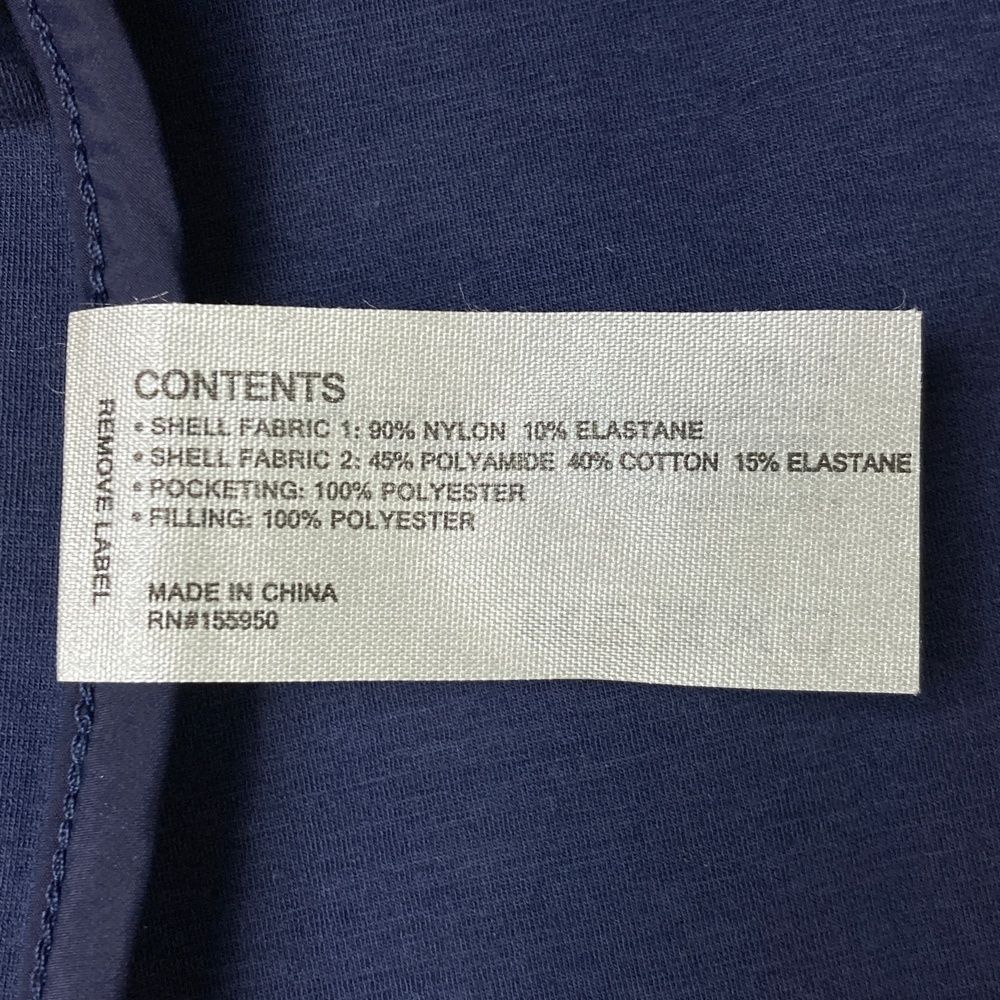 CONTENTS
• SHELL FABRIC 1: 90% NYLON 10% ELASTANE
• SHELL FABRIC 2: 45% POLYAMIDE 40% COTTON 15% ELASTANE
• POCKETING: 100% POLYESTER
• FILLING: 100% POLYESTER
MADE IN CHINA
RN#155950
REMOVE LABEL